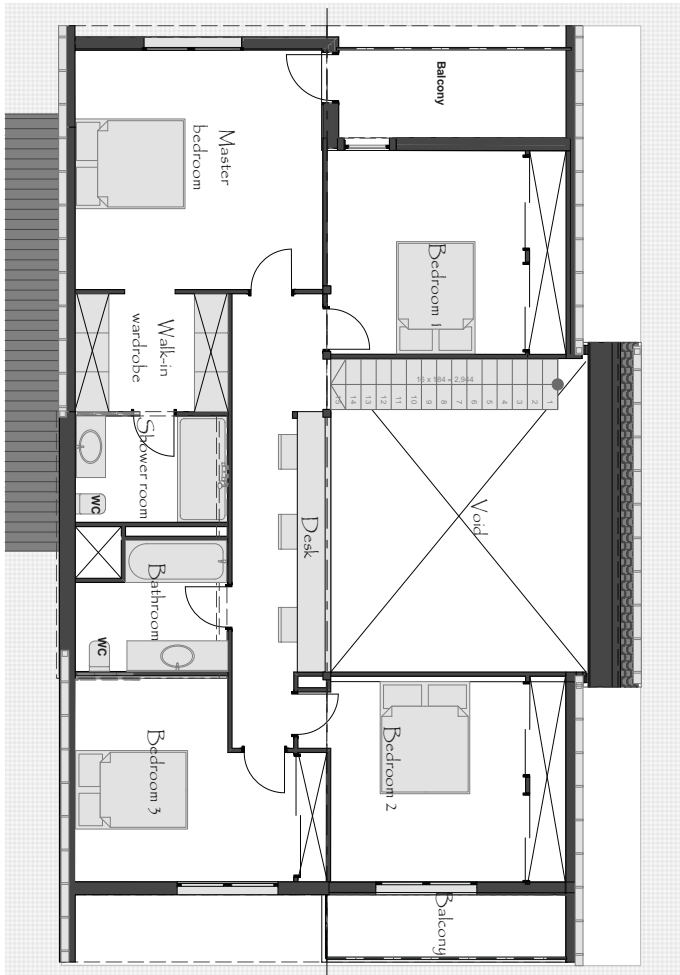 Balcony
Master
bedroom
Bedroom 1
Walk-in
wardrobe
16 x 184 = 2,944
15 14 13 12 11 10 9 8 7 6 5 4 3 2 1
Shower room
WC
Void
Desk
Bathroom
WC
Bedroom 3
Bedroom 2
Balcony